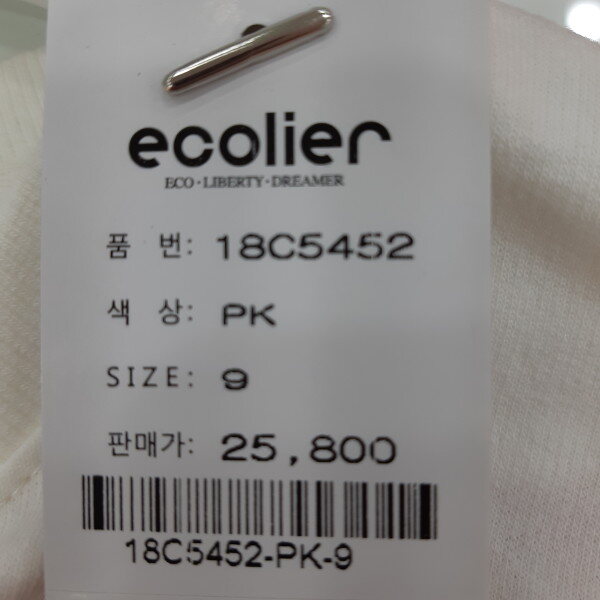 ecolier
ECO·LIBERTY·DREAMER
품 번: 18C5452
색 상: PK
SIZE: 9
판매가: 25,800
18C5452-PK-9